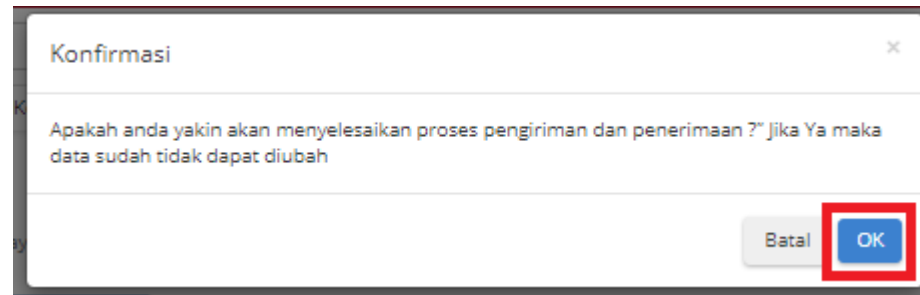 Konfirmasi
×
Apakah anda yakin akan menyelesaikan proses pengiriman dan penerimaan ?" Jika Ya maka
data sudah tidak dapat diubah
Batal OK